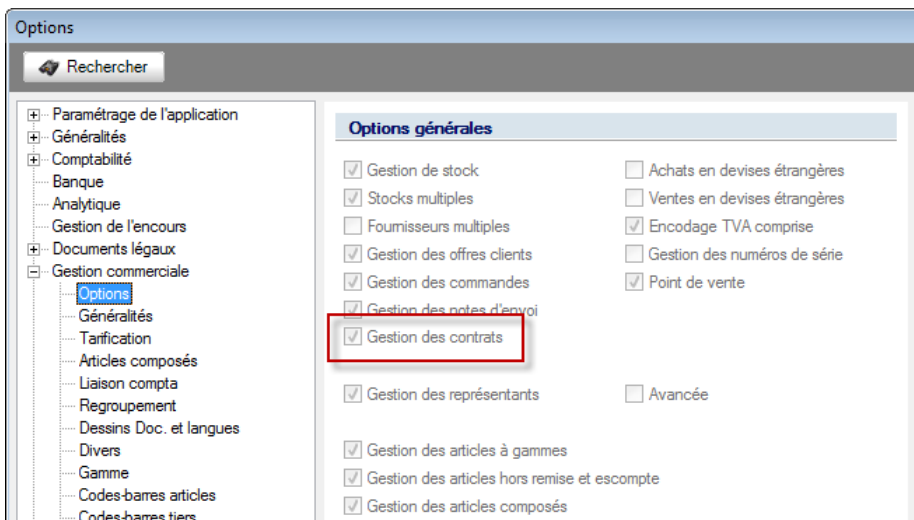 Options
Rechercher
Paramétrage de l'application
Généralités
Comptabilité
Banque
Analytique
Gestion de l'encours
Documents légaux
Gestion commerciale
Options
Généralités
Tarification
Articles composés
Liaison compta
Regroupement
Dessins Doc. et langues
Divers
Gamme
Codes-barres articles
Codes-barres tiers
Options générales
Gestion de stock
Achats en devises étrangères
Stocks multiples
Ventes en devises étrangères
Fournisseurs multiples
Encodage TVA comprise
Gestion des offres clients
Gestion des numéros de série
Gestion des commandes
Point de vente
Gestion des notes d'envoi
Gestion des contrats
Gestion des représentants
Avancée
Gestion des articles à gammes
Gestion des articles hors remise et escompte
Gestion des articles composés